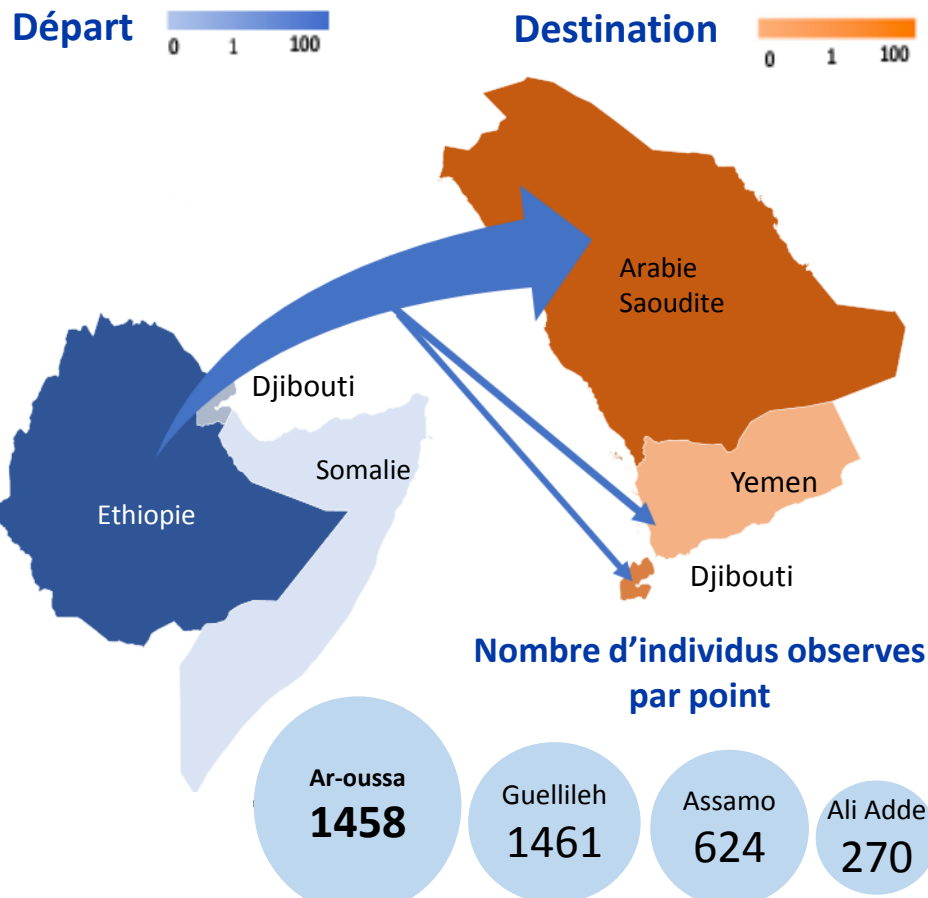 Départ
0 1 100
Destination
0 1 100
Arabie
Saoudite
Djibouti
Somalie
Yemen
Ethiopie
Djibouti
Nombre d’individus observes
par point
Ar-oussa
1458
Guellileh
1461
Assamo
624
Ali Adde
270